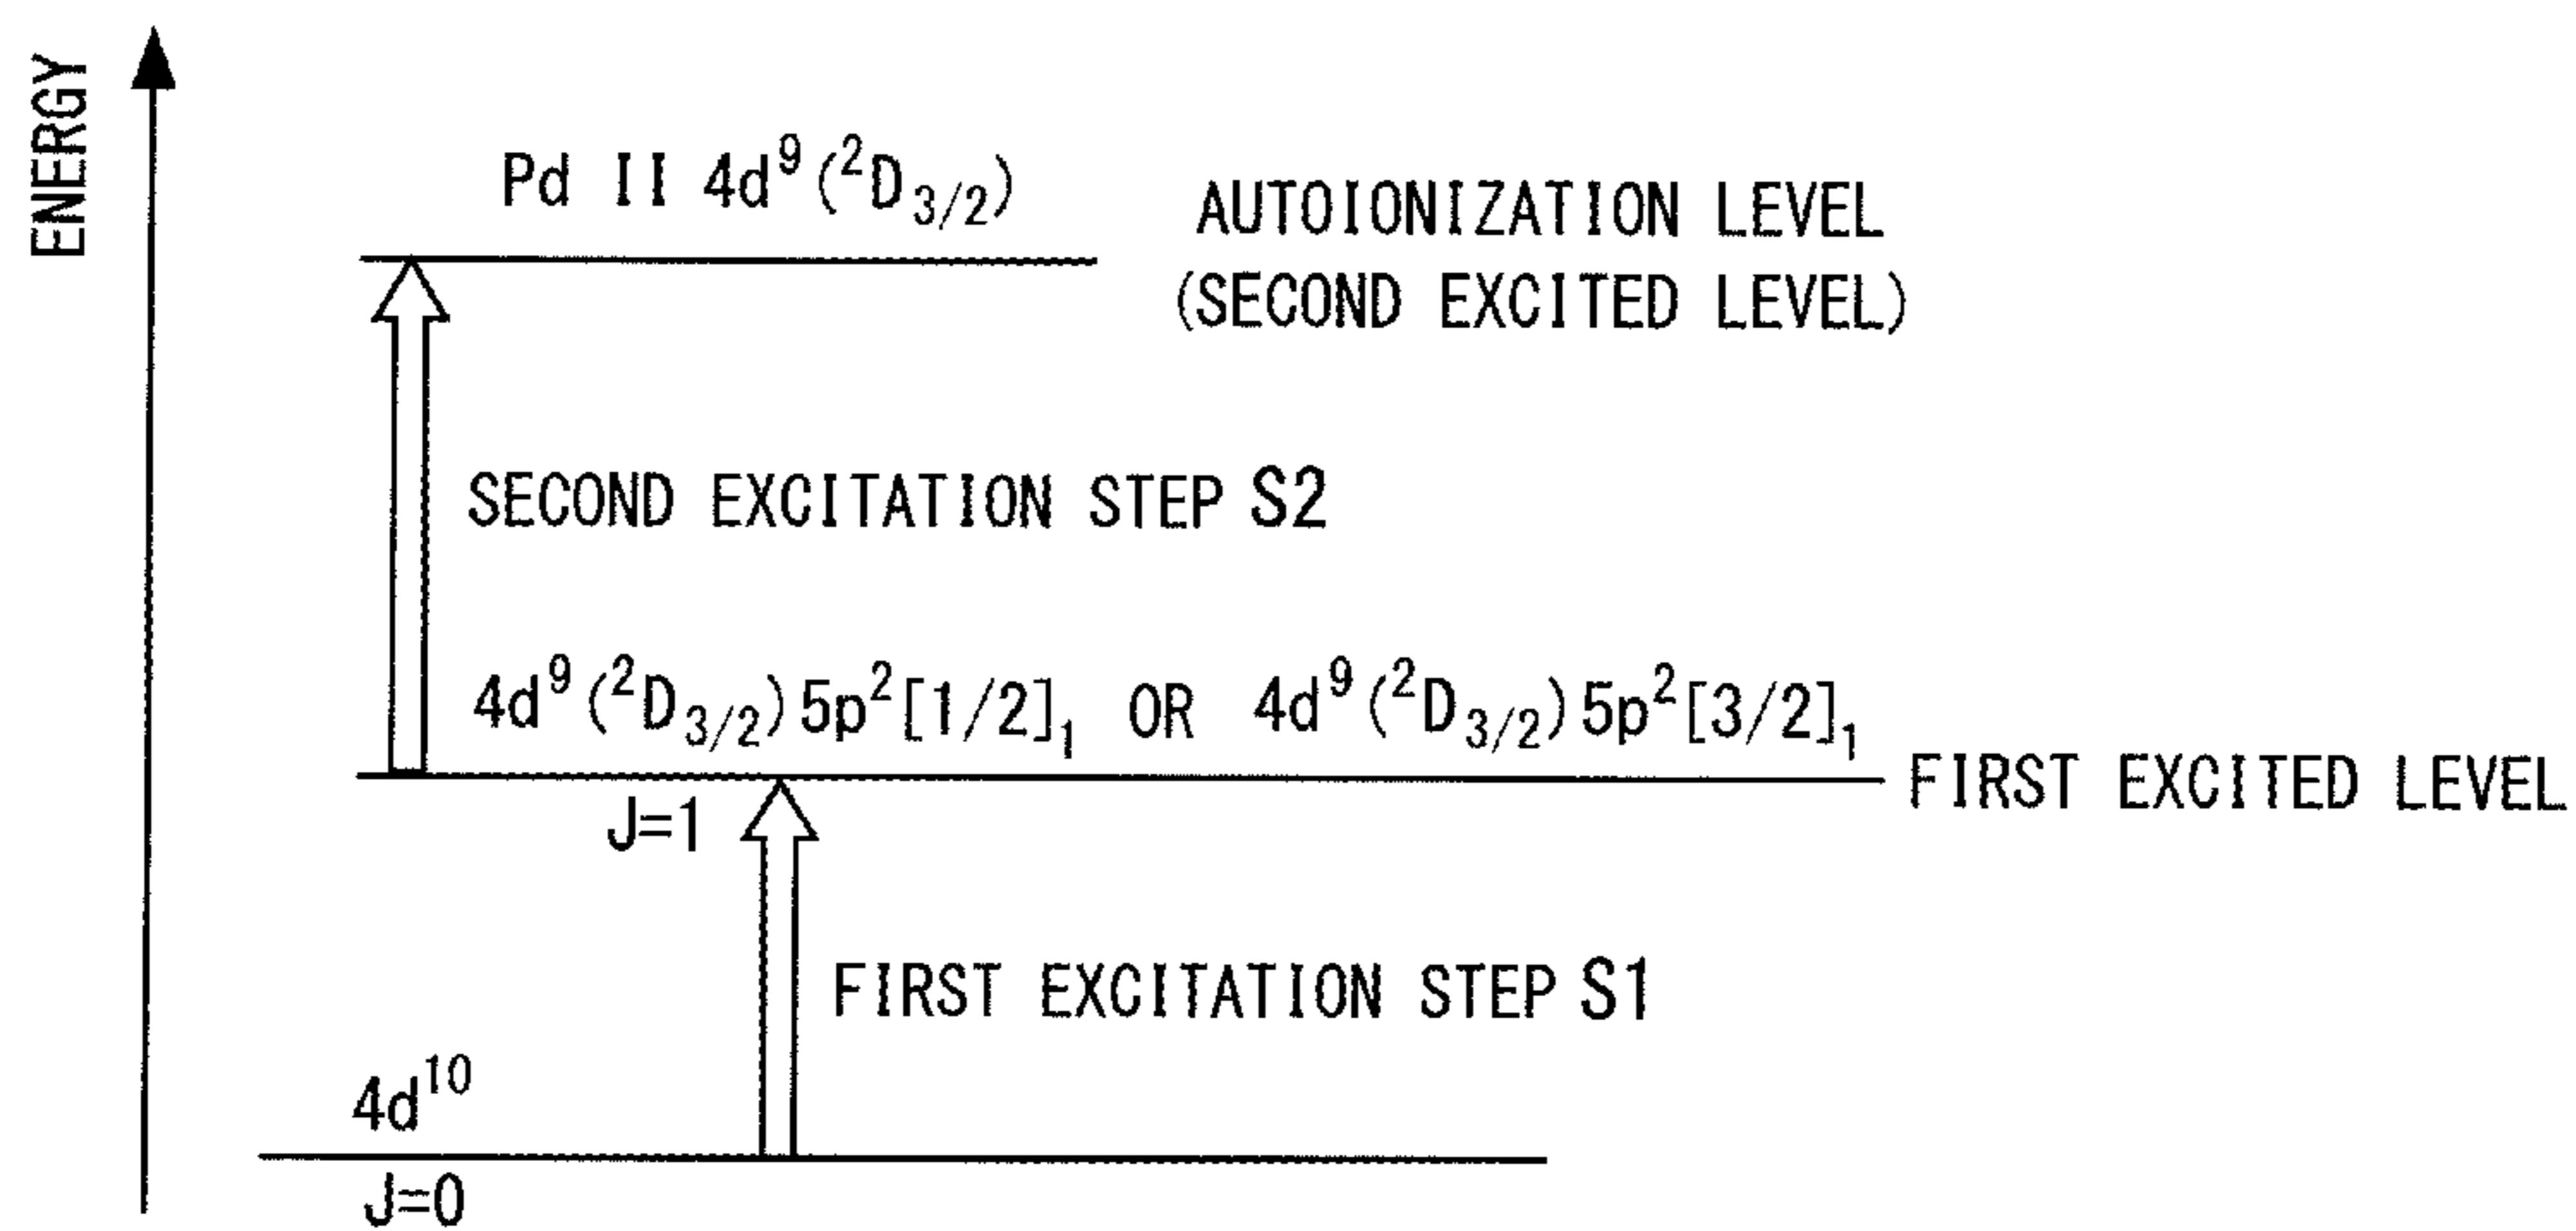 ENERGY
Pd II 4d⁹(²D₃/₂)
AUTOIONIZATION LEVEL
(SECOND EXCITED LEVEL)
SECOND EXCITATION STEP S2
4d⁹(²D₃/₂)5p²[1/2]₁ OR 4d⁹(²D₃/₂)5p²[3/2]₁
FIRST EXCITED LEVEL
J=1
FIRST EXCITATION STEP S1
4d¹⁰
J=0